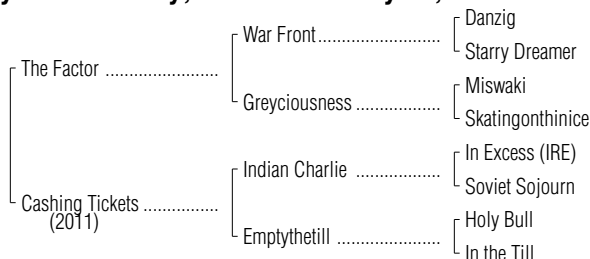 Danzig
War Front
Starry Dreamer
The Factor
Miswaki
Greyciousness
Skatingonthinice
In Excess (IRE)
Indian Charlie
Soviet Sojourn
Cashing Tickets
(2011)
Holy Bull
Emptythetill
In the Till